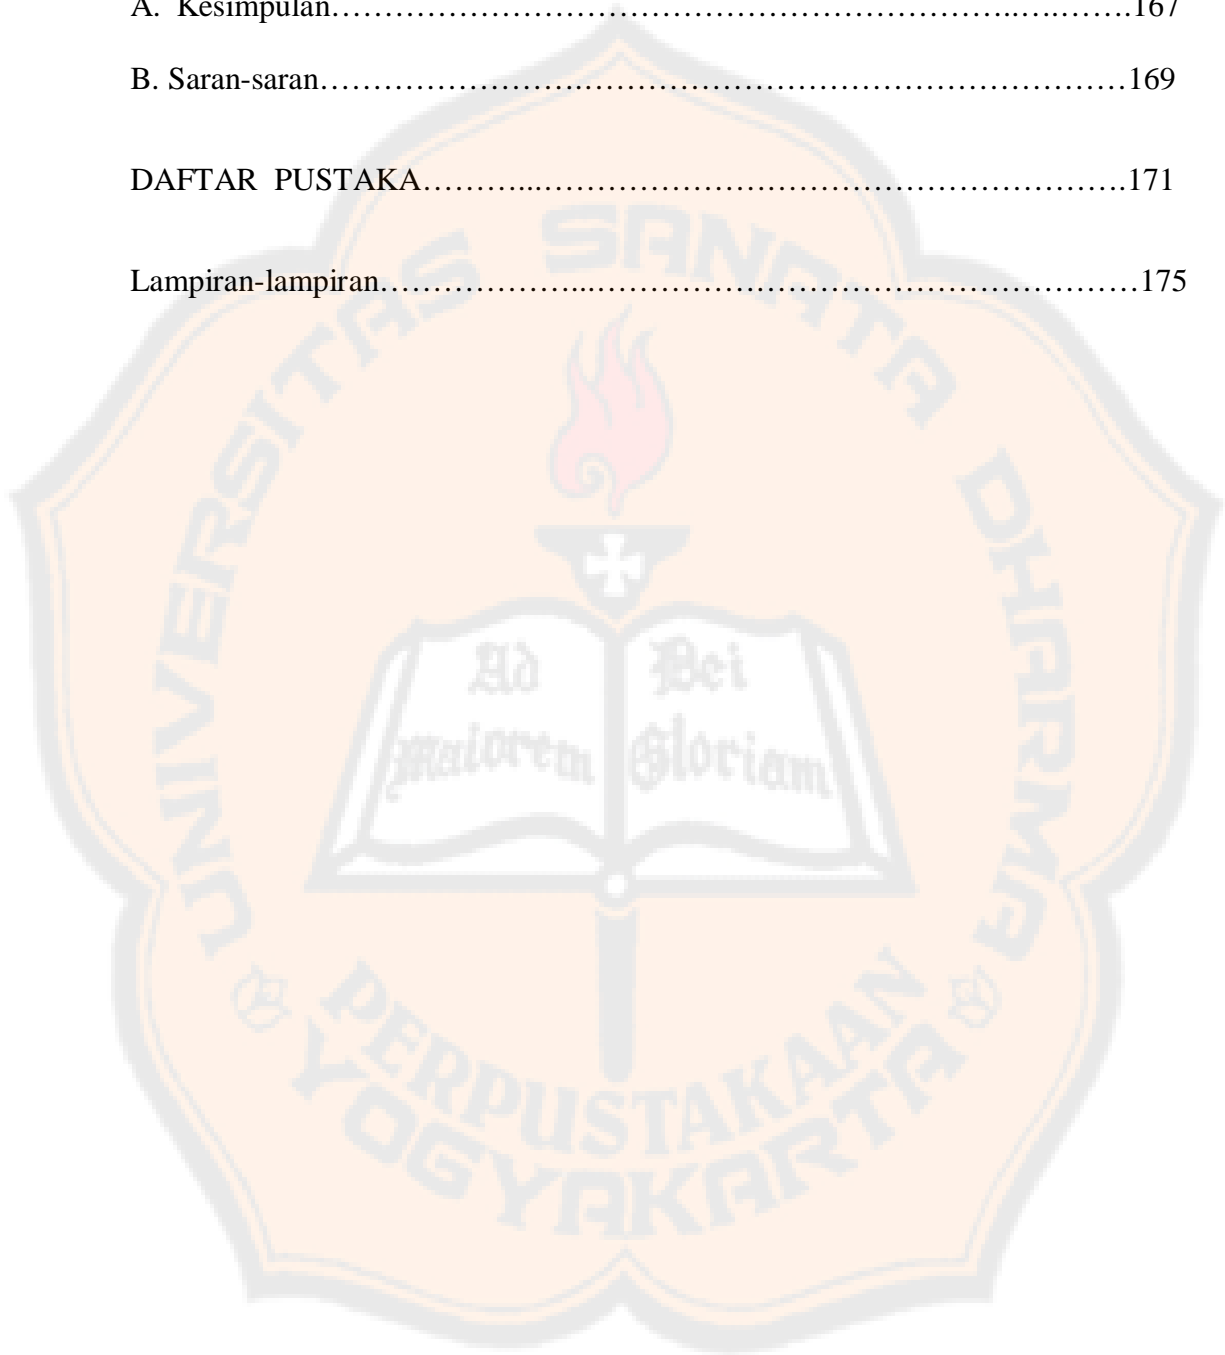 A. Kesimpulan……………………………………………………………..….…….167
B. Saran-saran…………………….………….……………………………………169
DAFTAR PUSTAKA………...……………………………………………….171
Lampiran-lampiran………………...……………………………………………175
UNIVERSITAS SANATA DHARMA
Ad Dei
maiorem Gloriam
PERPUSTAKAAN
YOGYAKARTA